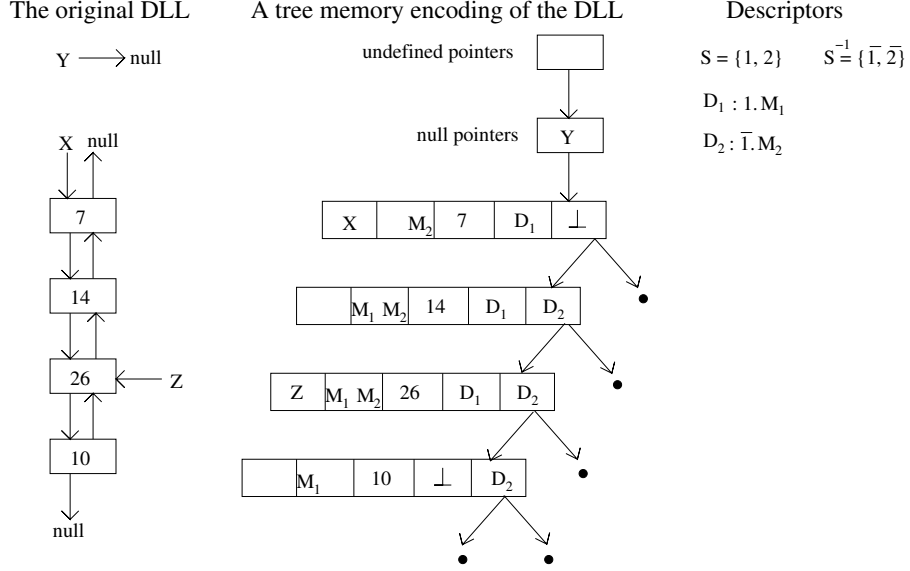 The original DLL
A tree memory encoding of the DLL
Descriptors
Y null
undefined pointers
S = {1, 2} S⁻¹ = {1̅, 2̅}
D₁ : 1.M₁
D₂ : 1̅.M₂
null pointers Y
X null
7
14
26 Z
10
null
X M₂ 7 D₁ ⊥
M₁ M₂ 14 D₁ D₂
Z M₁ M₂ 26 D₁ D₂
M₁ 10 ⊥ D₂